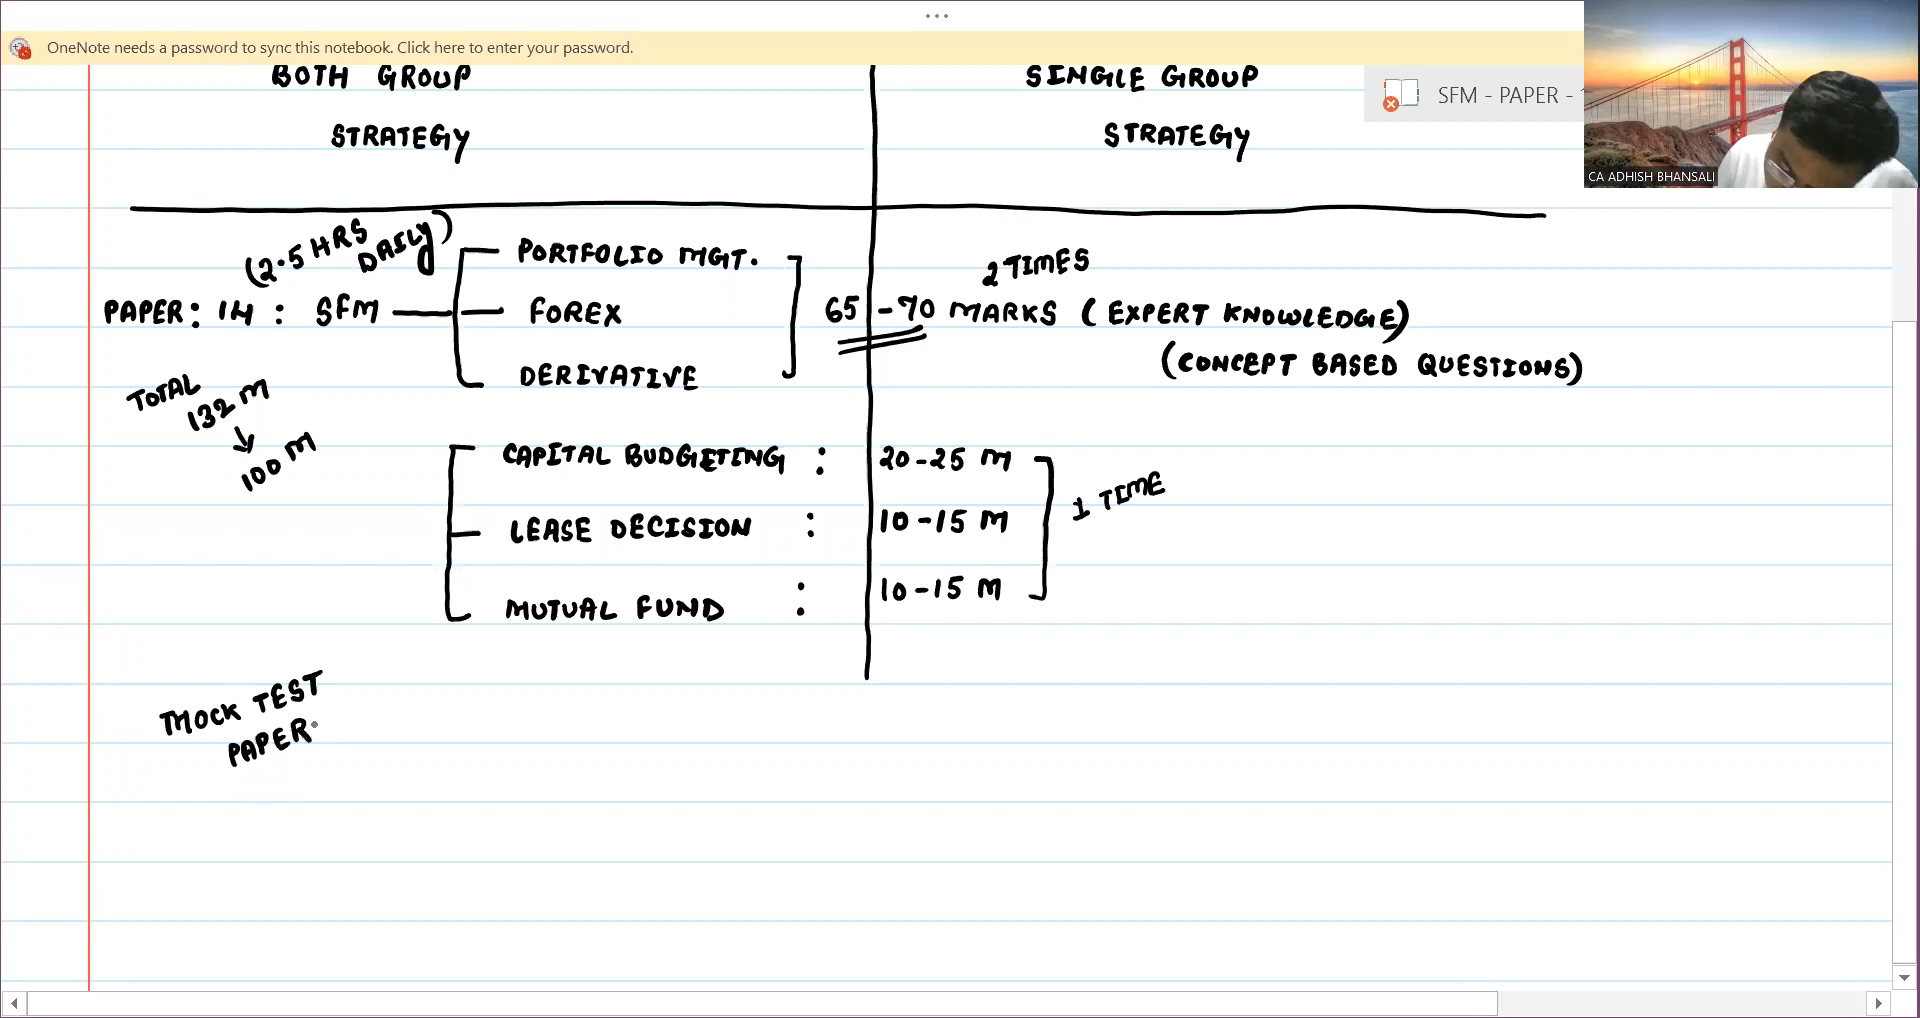 OneNote needs a password to sync this notebook. Click here to enter your password.
BOTH GROUP
STRATEGY
SINGLE GROUP
STRATEGY
SFM - PAPER -
CA ADHISH BHANSALI
(2.5 HRS
DAILY)
PAPER: 14 : SFM
PORTFOLIO MGT.
FOREX
DERIVATIVE
2 TIMES
65-70 MARKS (EXPERT KNOWLEDGE)
(CONCEPT BASED QUESTIONS)
TOTAL
132 M
↓
100 M
CAPITAL BUDGETING : 20-25 M
LEASE DECISION : 10-15 M
MUTUAL FUND : 10-15 M
1 TIME
MOCK TEST
PAPER